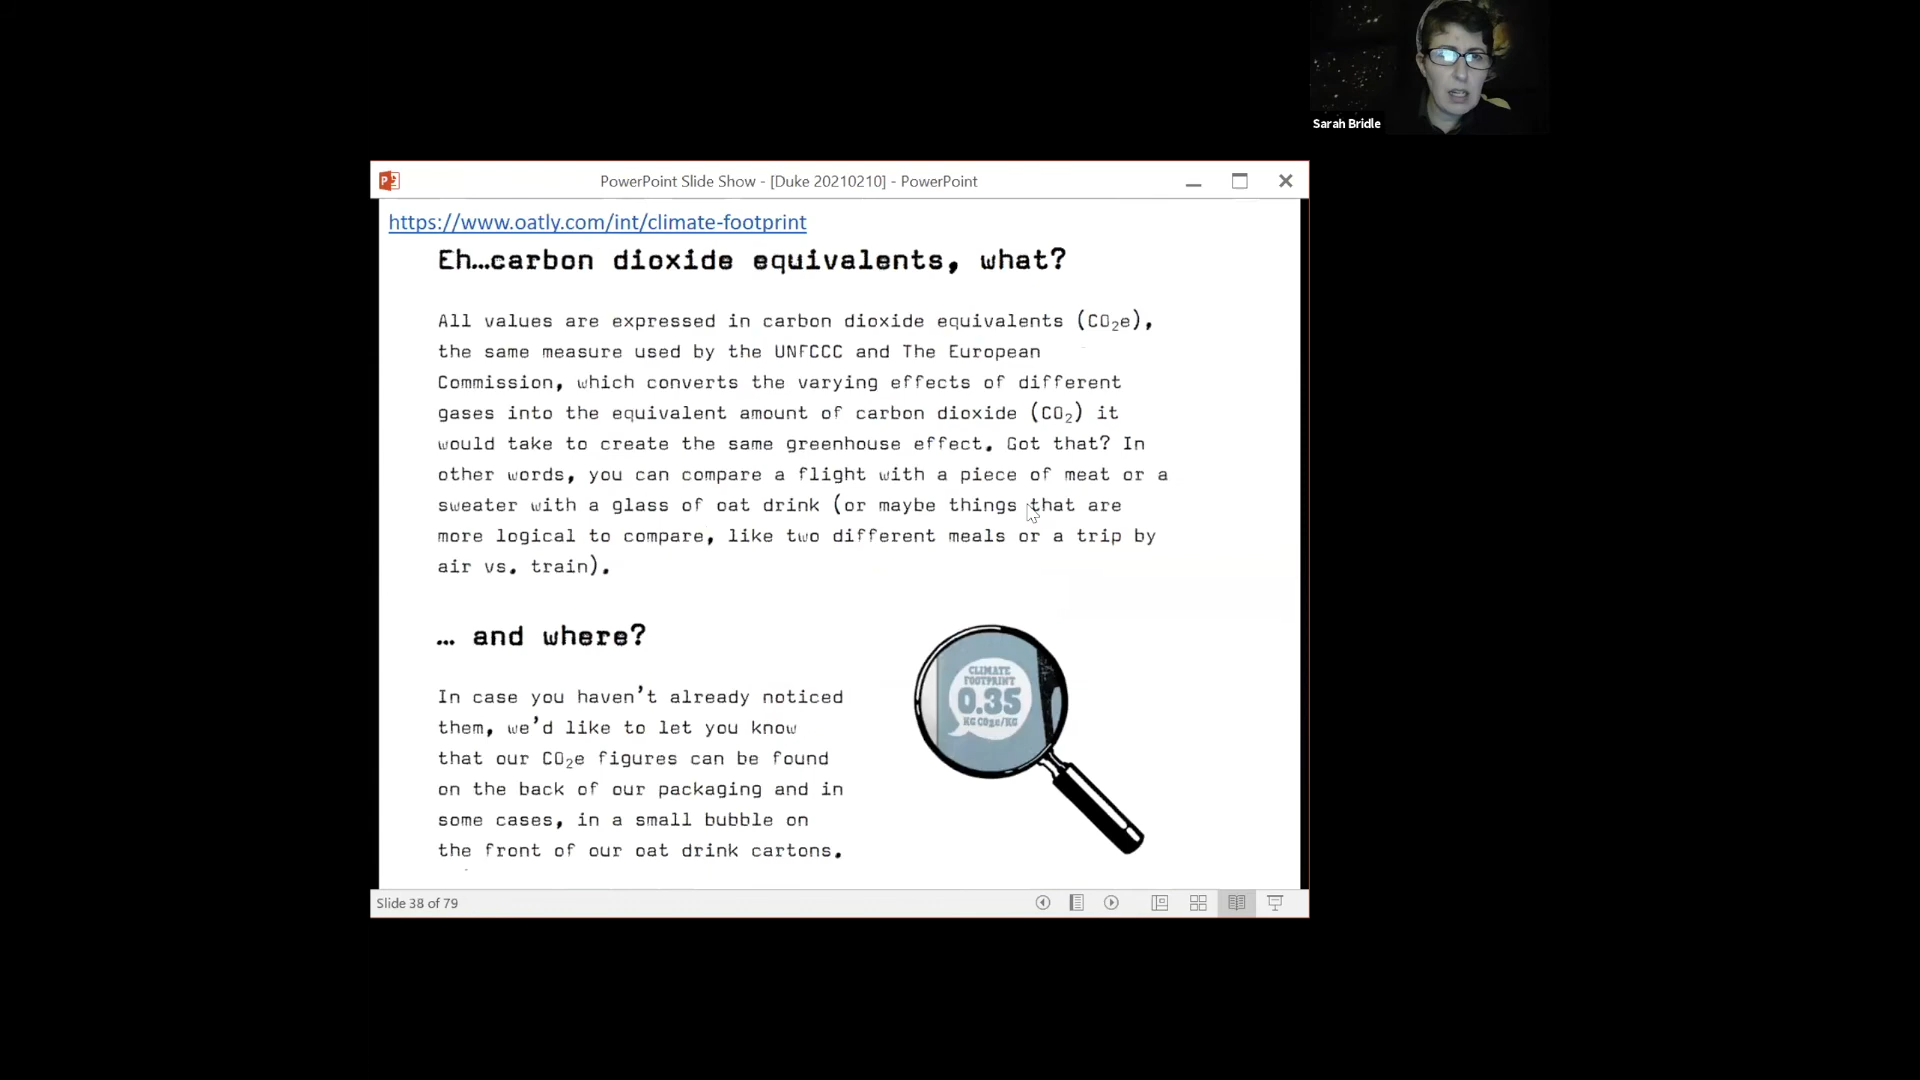 Sarah Bridle
PowerPoint Slide Show - [Duke 20210210] - PowerPoint
https://www.oatly.com/int/climate-footprint
Eh…carbon dioxide equivalents, what?
All values are expressed in carbon dioxide equivalents (CO₂e),
the same measure used by the UNFCCC and The European
Commission, which converts the varying effects of different
gases into the equivalent amount of carbon dioxide (CO₂) it
would take to create the same greenhouse effect. Got that? In
other words, you can compare a flight with a piece of meat or a
sweater with a glass of oat drink (or maybe things that are
more logical to compare, like two different meals or a trip by
air vs. train).
… and where?
In case you haven’t already noticed
them, we’d like to let you know
that our CO₂e figures can be found
on the back of our packaging and in
some cases, in a small bubble on
the front of our oat drink cartons.
CLIMATE
FOOTPRINT
0.35
KG CO₂e/KG
Slide 38 of 79